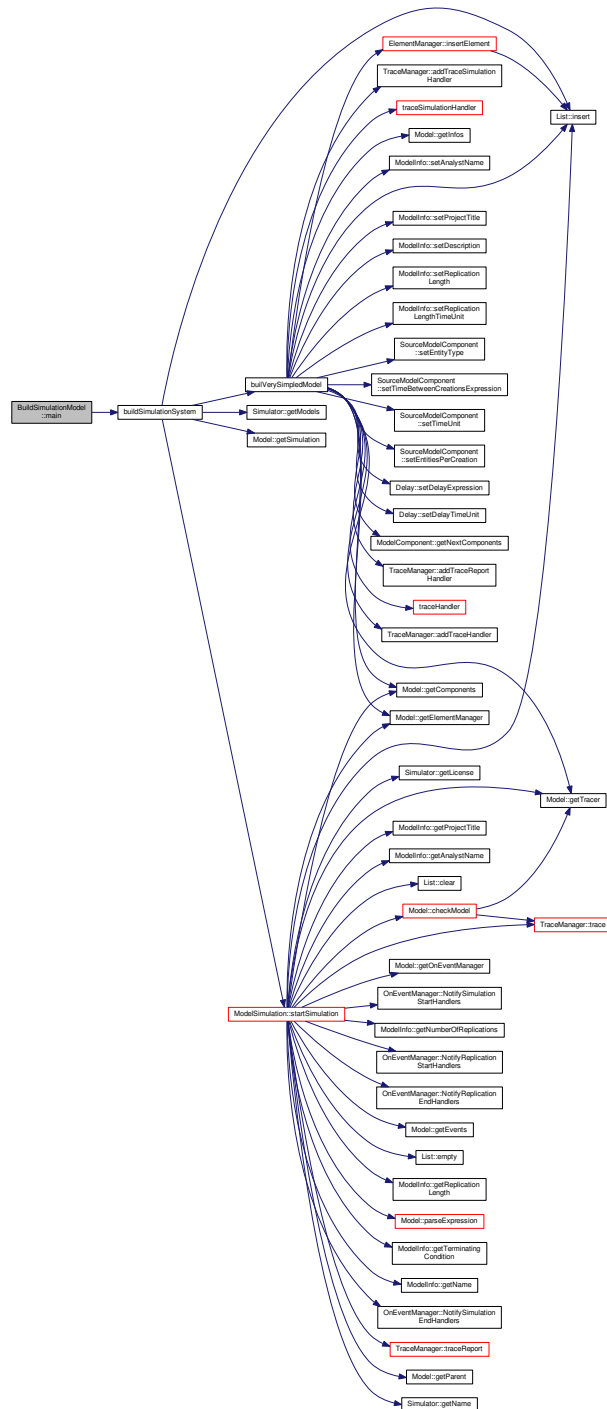 ElementManager::insertElement
TraceManager::addTraceSimulation
Handler
traceSimulationHandler
List::insert
Model::getInfos
ModelInfo::setAnalystName
ModelInfo::setProjectTitle
ModelInfo::setDescription
ModelInfo::setReplication
Length
ModelInfo::setReplication
LengthTimeUnit
SourceModelComponent
::setEntityType
builVerySimpledModel
SourceModelComponent
::setTimeBetweenCreationsExpression
BuildSimulationModel
::main
buildSimulationSystem
Simulator::getModels
SourceModelComponent
::setTimeUnit
Model::getSimulation
SourceModelComponent
::setEntitiesPerCreation
Delay::setDelayExpression
Delay::setDelayTimeUnit
ModelComponent::getNextComponents
TraceManager::addTraceReport
Handler
traceHandler
TraceManager::addTraceHandler
Model::getComponents
Model::getElementManager
Simulator::getLicense
Model::getTracer
ModelInfo::getProjectTitle
ModelInfo::getAnalystName
List::clear
Model::checkModel
TraceManager::trace
Model::getOnEventManager
OnEventManager::NotifySimulation
StartHandlers
ModelSimulation::startSimulation
ModelInfo::getNumberOfReplications
OnEventManager::NotifyReplication
StartHandlers
OnEventManager::NotifyReplication
EndHandlers
Model::getEvents
List::empty
ModelInfo::getReplication
Length
Model::parseExpression
ModelInfo::getTerminating
Condition
ModelInfo::getName
OnEventManager::NotifySimulation
EndHandlers
TraceManager::traceReport
Model::getParent
Simulator::getName